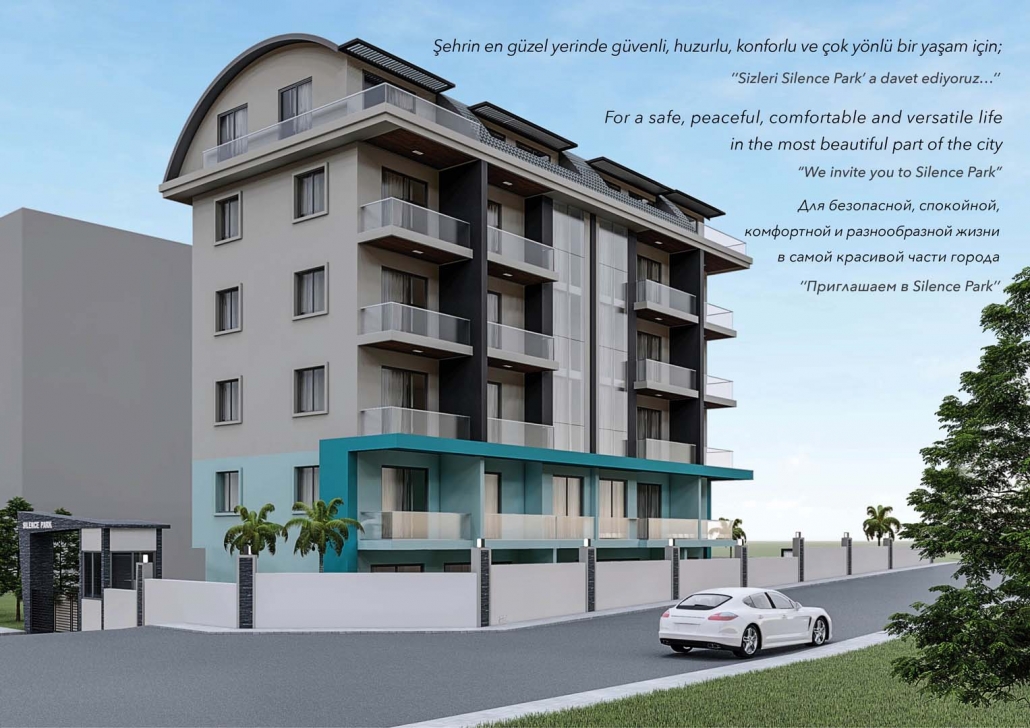 Şehrin en güzel yerinde güvenli, huzurlu, konforlu ve çok yönlü bir yaşam için;
‘‘Sizleri Silence Park’ a davet ediyoruz...’’
For a safe, peaceful, comfortable and versatile life
in the most beautiful part of the city
“We invite you to Silence Park”
Для безопасной, спокойной,
комфортной и разнообразной жизни
в самой красивой части города
‘‘Приглашаем в Silence Park’’
SILENCE PARK